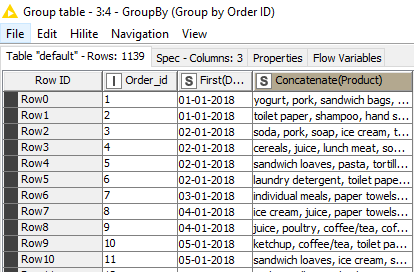 Group table - 3:4 - GroupBy (Group by Order ID)
File Edit Hilite Navigation View
Table "default" - Rows: 1139 Spec - Columns: 3 Properties Flow Variables
Row ID I Order_id S First(D... S Concatenate(Product)
Row0 1 01-01-2018 yogurt, pork, sandwich bags, ...
Row1 2 01-01-2018 toilet paper, shampoo, hand s...
Row2 3 02-01-2018 soda, pork, soap, ice cream, t...
Row3 4 02-01-2018 cereals, juice, lunch meat, so...
Row4 5 02-01-2018 sandwich loaves, pasta, tortill...
Row5 6 02-01-2018 laundry detergent, toilet pape...
Row6 7 03-01-2018 individual meals, paper towels...
Row7 8 04-01-2018 ice cream, juice, paper towels...
Row8 9 04-01-2018 juice, poultry, coffee/tea, cof...
Row9 10 05-01-2018 ketchup, coffee/tea, toilet pa...
Row10 11 05-01-2018 sandwich loaves, ice cream, ...